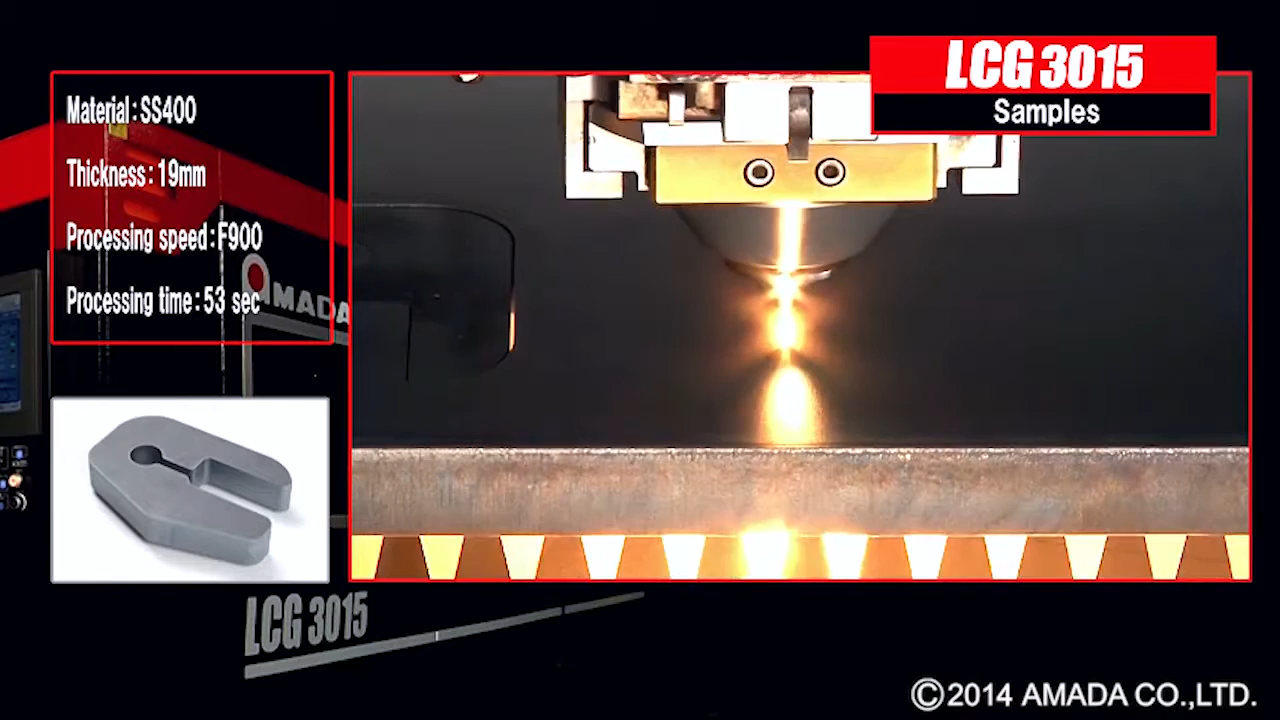 LCG 3015
Samples
Material:SS400
Thickness:19mm
Processing speed:F900
Processing time:53 sec
AMADA
LCG 3015
©2014 AMADA CO.,LTD.